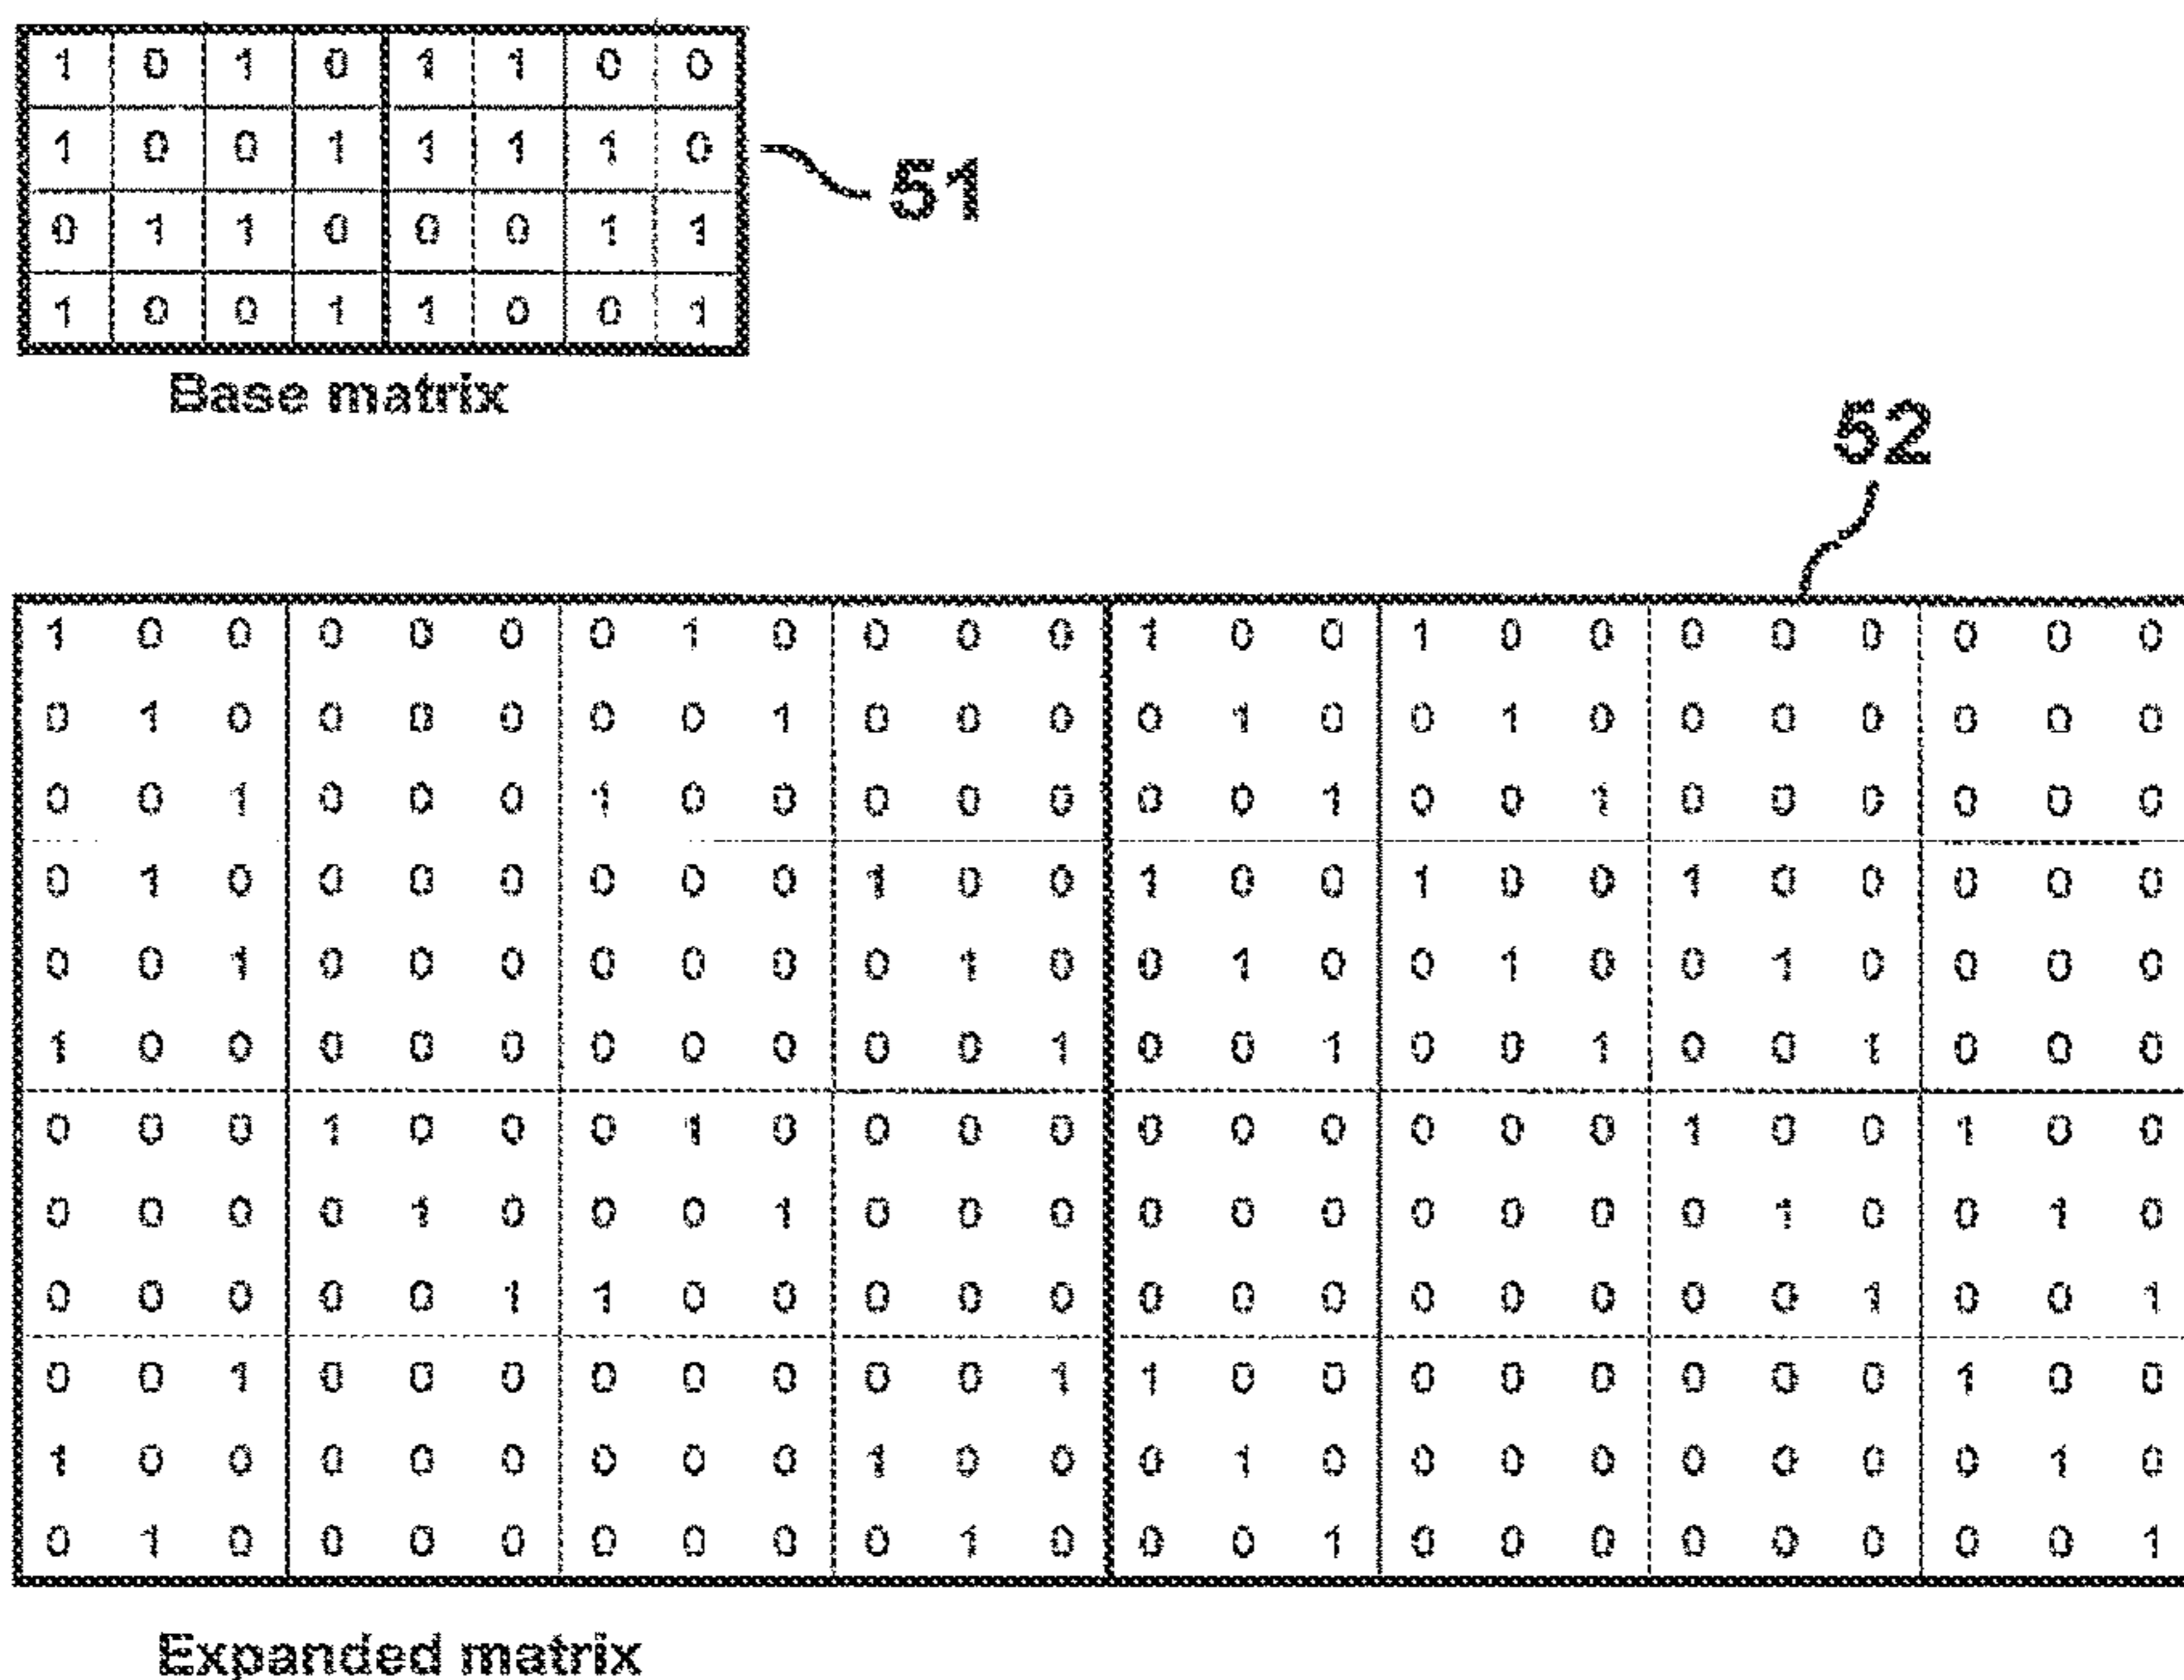 1 0 1 0 1 1 0 0
1 0 0 1 1 1 1 0
51
0 1 1 0 0 0 1 1
1 0 0 1 1 0 0 1
Base matrix
52
1 0 0 0 0 0 0 1 0 0 0 0 1 0 0 1 0 0 0 0 0 0 0 0
0 1 0 0 0 0 0 0 1 0 0 0 0 1 0 0 1 0 0 0 0 0 0 0
0 0 1 0 0 0 1 0 0 0 0 0 0 0 1 0 0 1 0 0 0 0 0 0
0 1 0 0 0 0 0 0 0 1 0 0 1 0 0 1 0 0 1 0 0 0 0 0
0 0 1 0 0 0 0 0 0 0 1 0 0 1 0 0 1 0 0 1 0 0 0 0
1 0 0 0 0 0 0 0 0 0 0 1 0 0 1 0 0 1 0 0 1 0 0 0
0 0 0 1 0 0 0 1 0 0 0 0 0 0 0 0 0 0 1 0 0 1 0 0
0 0 0 0 1 0 0 0 1 0 0 0 0 0 0 0 0 0 0 1 0 0 1 0
0 0 0 0 0 1 1 0 0 0 0 0 0 0 0 0 0 0 0 0 1 0 0 1
0 0 1 0 0 0 0 0 0 0 0 1 1 0 0 0 0 0 0 0 0 1 0 0
1 0 0 0 0 0 0 0 0 1 0 0 0 1 0 0 0 0 0 0 0 0 1 0
0 1 0 0 0 0 0 0 0 0 1 0 0 0 1 0 0 0 0 0 0 0 0 1
Expanded matrix